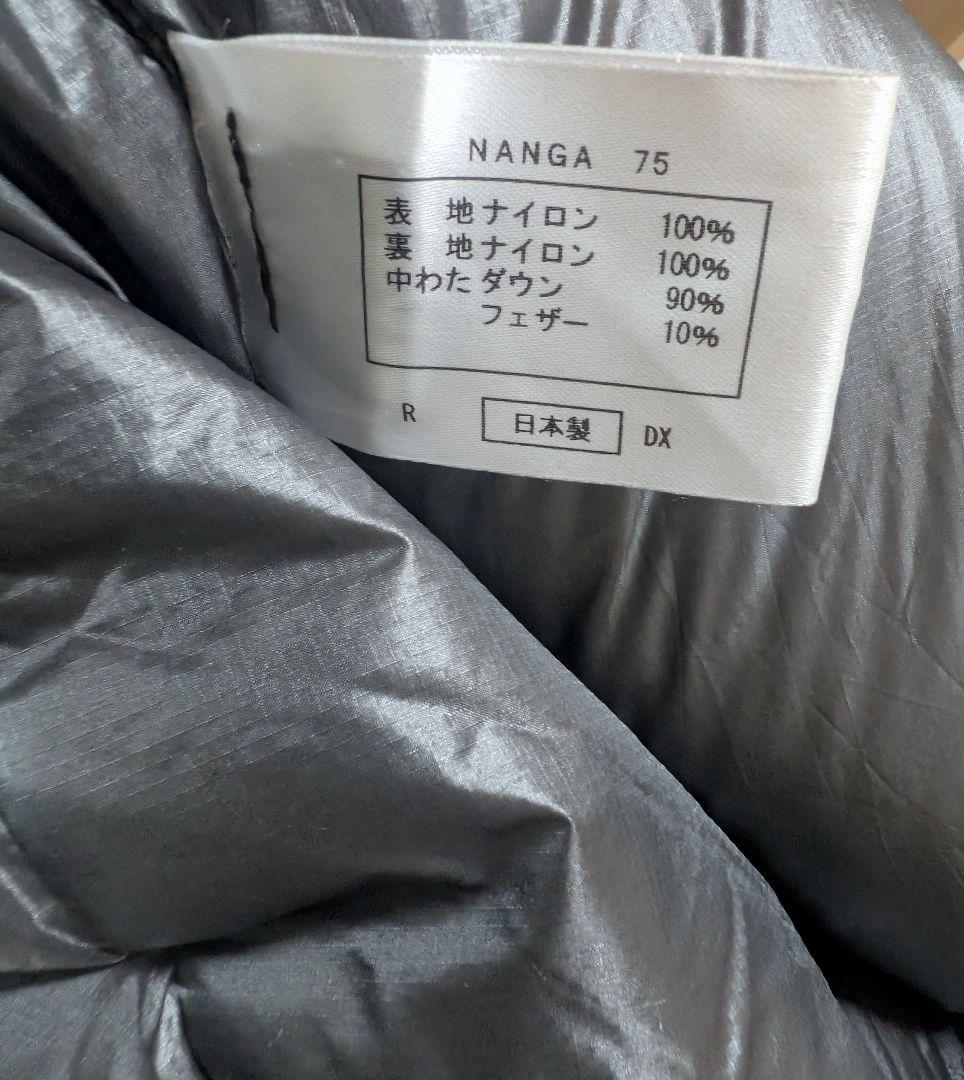 NANGA 75
表 地 ナイロン 100%
裏 地 ナイロン 100%
中わた ダウン 90%
フェザー 10%
R 日本製 DX